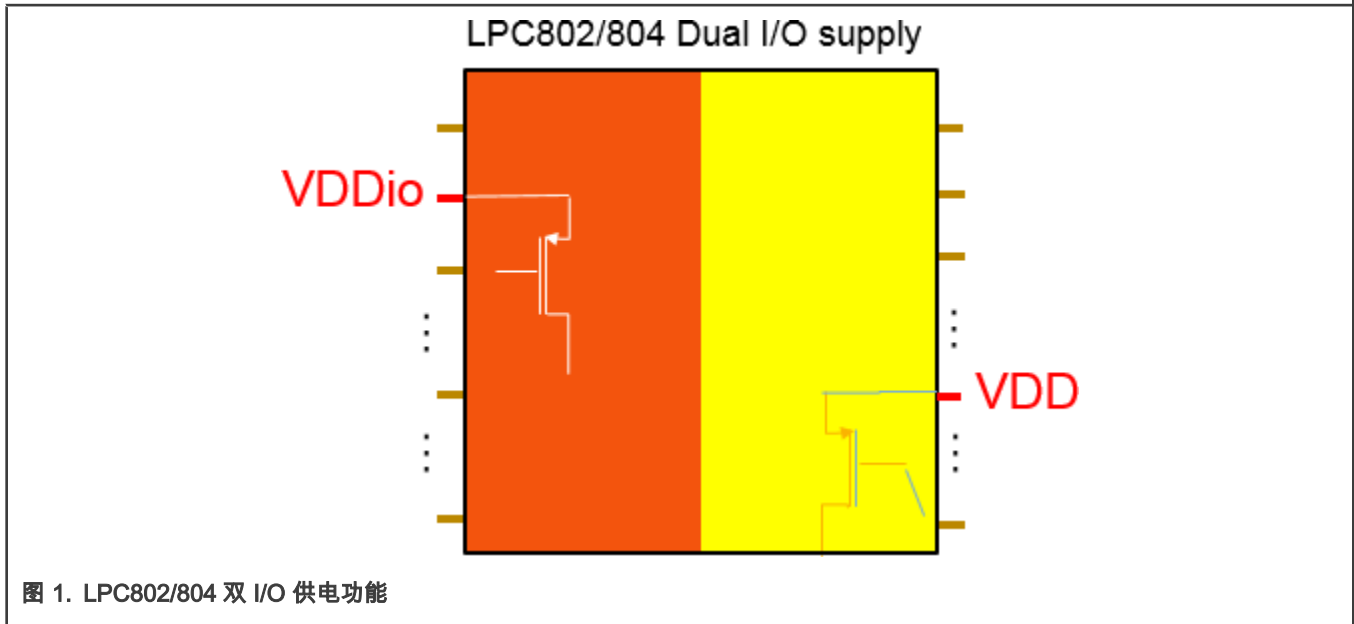 LPC802/804 Dual I/O supply
VDDio
VDD
图 1. LPC802/804 双 I/O 供电功能